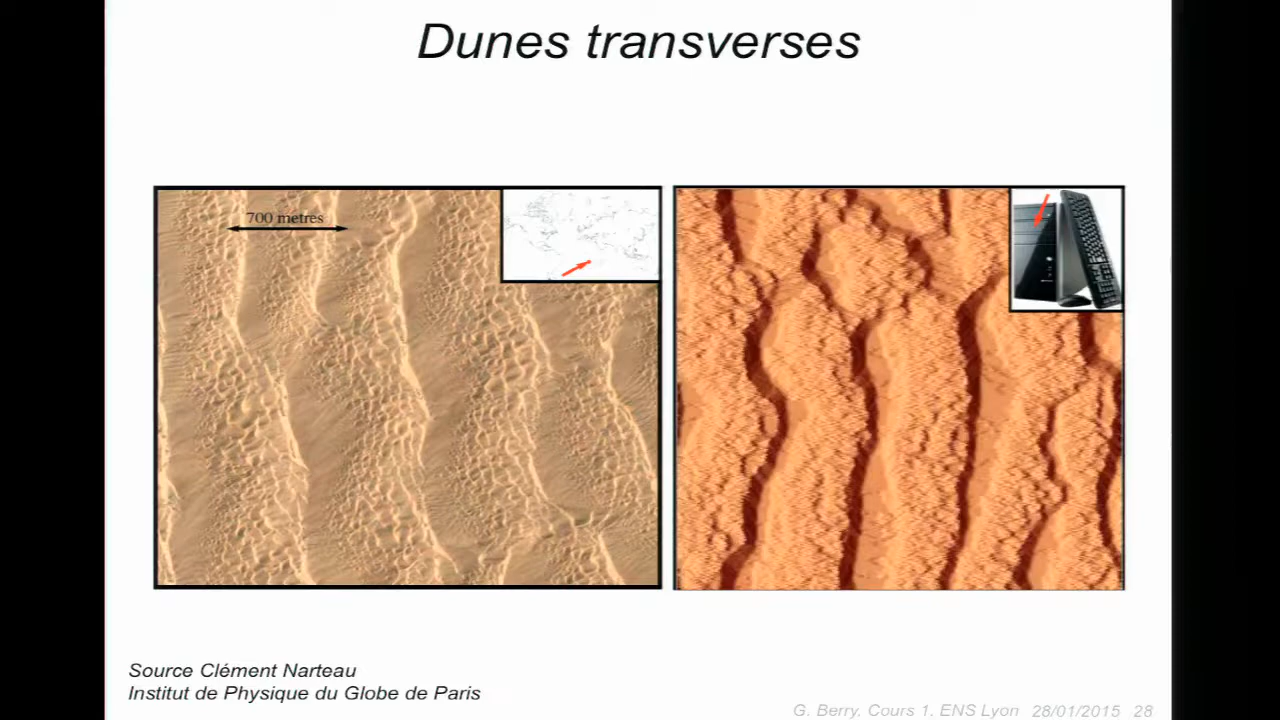 Dunes transverses
700 metres
Source Clément Narteau
Institut de Physique du Globe de Paris
G. Berry, Cours 1, ENS Lyon 28/01/2015 28